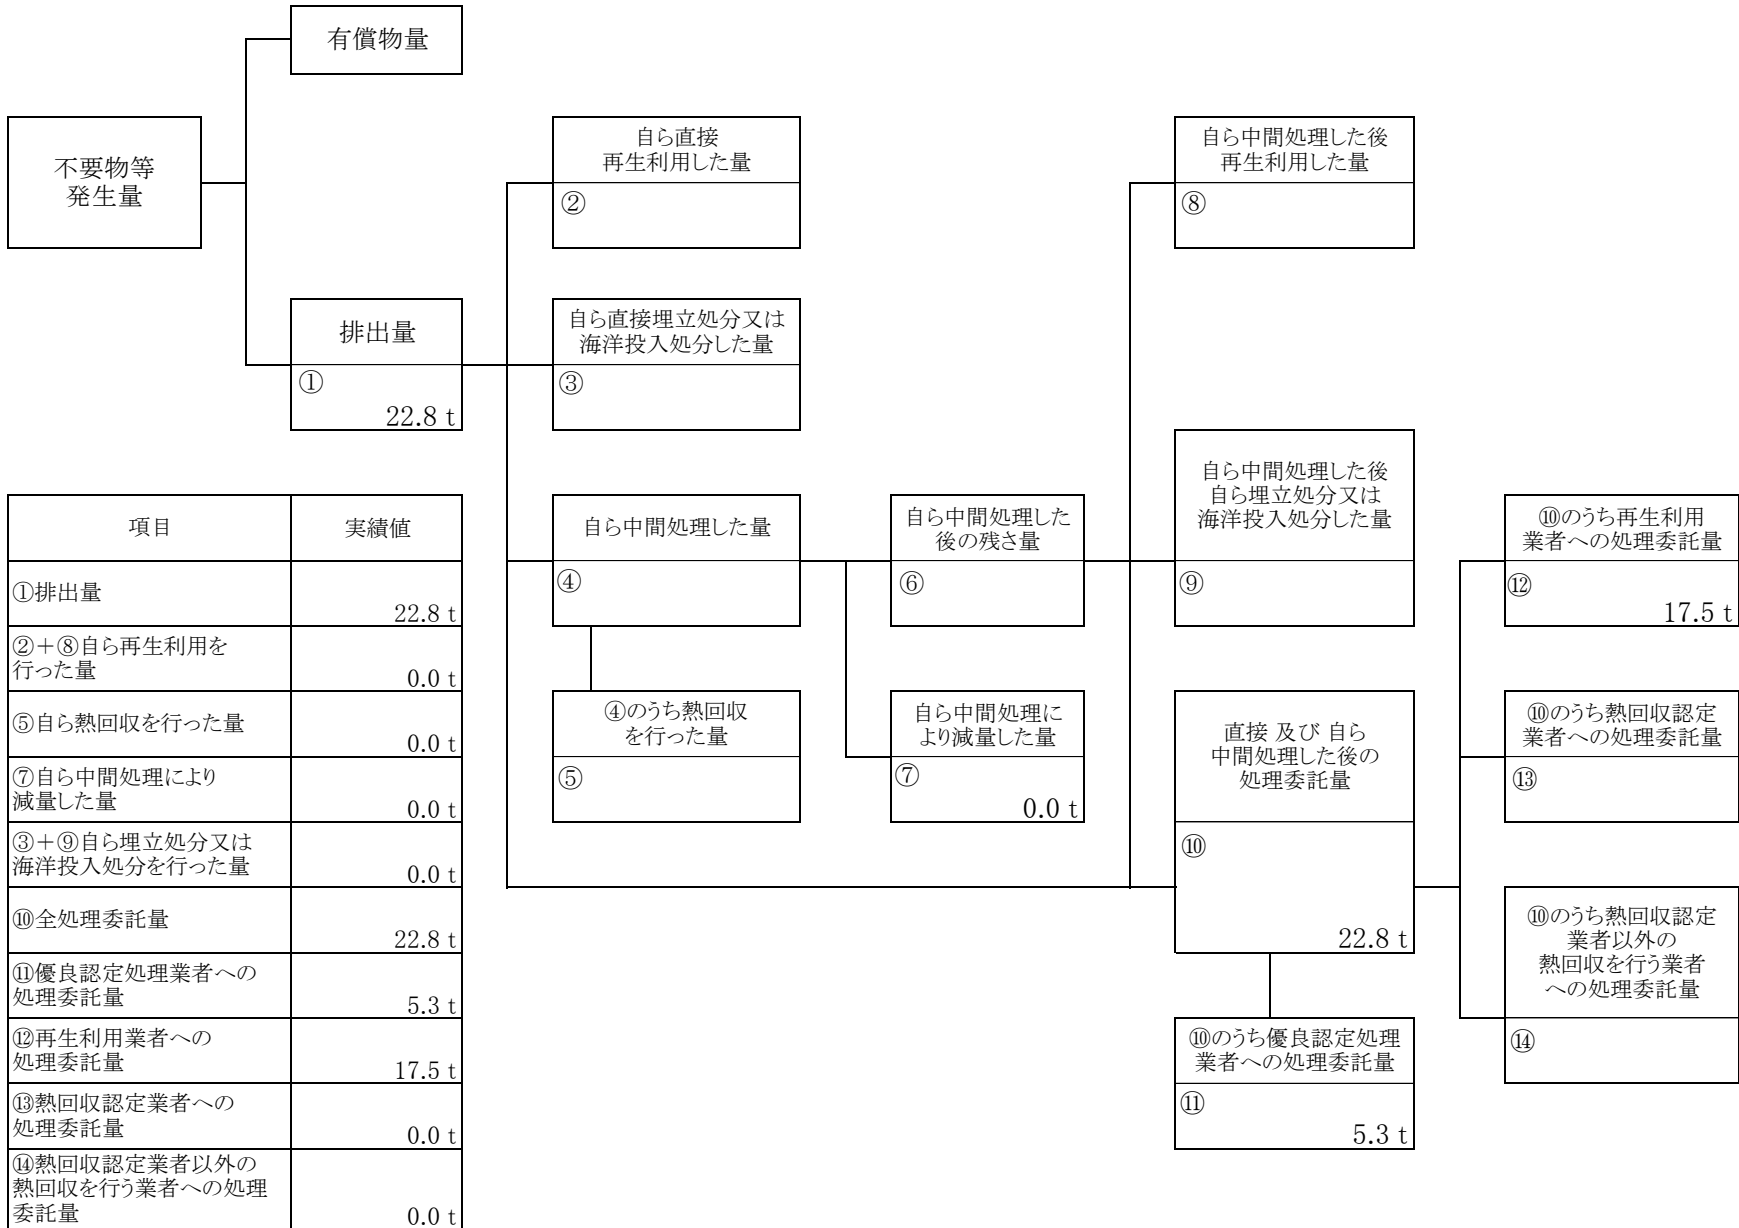 有償物量
不要物等
発生量
排出量
①
22.8 t
自ら直接
再生利用した量
②
自ら直接埋立処分又は
海洋投入処分した量
③
自ら中間処理した量
④
④のうち熱回収
を行った量
⑤
自ら中間処理した
後の残さ量
⑥
自ら中間処理に
より減量した量
⑦
0.0 t
自ら中間処理した後
再生利用した量
⑧
自ら中間処理した後
自ら埋立処分又は
海洋投入処分した量
⑨
直接 及び 自ら
中間処理した後の
処理委託量
⑩
22.8 t
⑩のうち優良認定処理
業者への処理委託量
⑪
5.3 t
⑩のうち再生利用
業者への処理委託量
⑫
17.5 t
⑩のうち熱回収認定
業者への処理委託量
⑬
⑩のうち熱回収認定
業者以外の
熱回収を行う業者
への処理委託量
⑭
項目 実績値
①排出量
22.8 t
②＋⑧自ら再生利用を
行った量
0.0 t
⑤自ら熱回収を行った量
0.0 t
⑦自ら中間処理により
減量した量
0.0 t
③＋⑨自ら埋立処分又は
海洋投入処分を行った量
0.0 t
⑩全処理委託量
22.8 t
⑪優良認定処理業者への
処理委託量
5.3 t
⑫再生利用業者への
処理委託量
17.5 t
⑬熱回収認定業者への
処理委託量
0.0 t
⑭熱回収認定業者以外の
熱回収を行う業者への処理
委託量
0.0 t